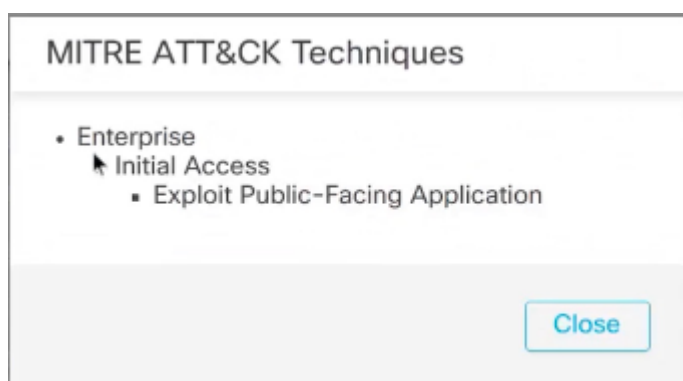 MITRE ATT&CK Techniques
• Enterprise
Initial Access
▪ Exploit Public-Facing Application
Close